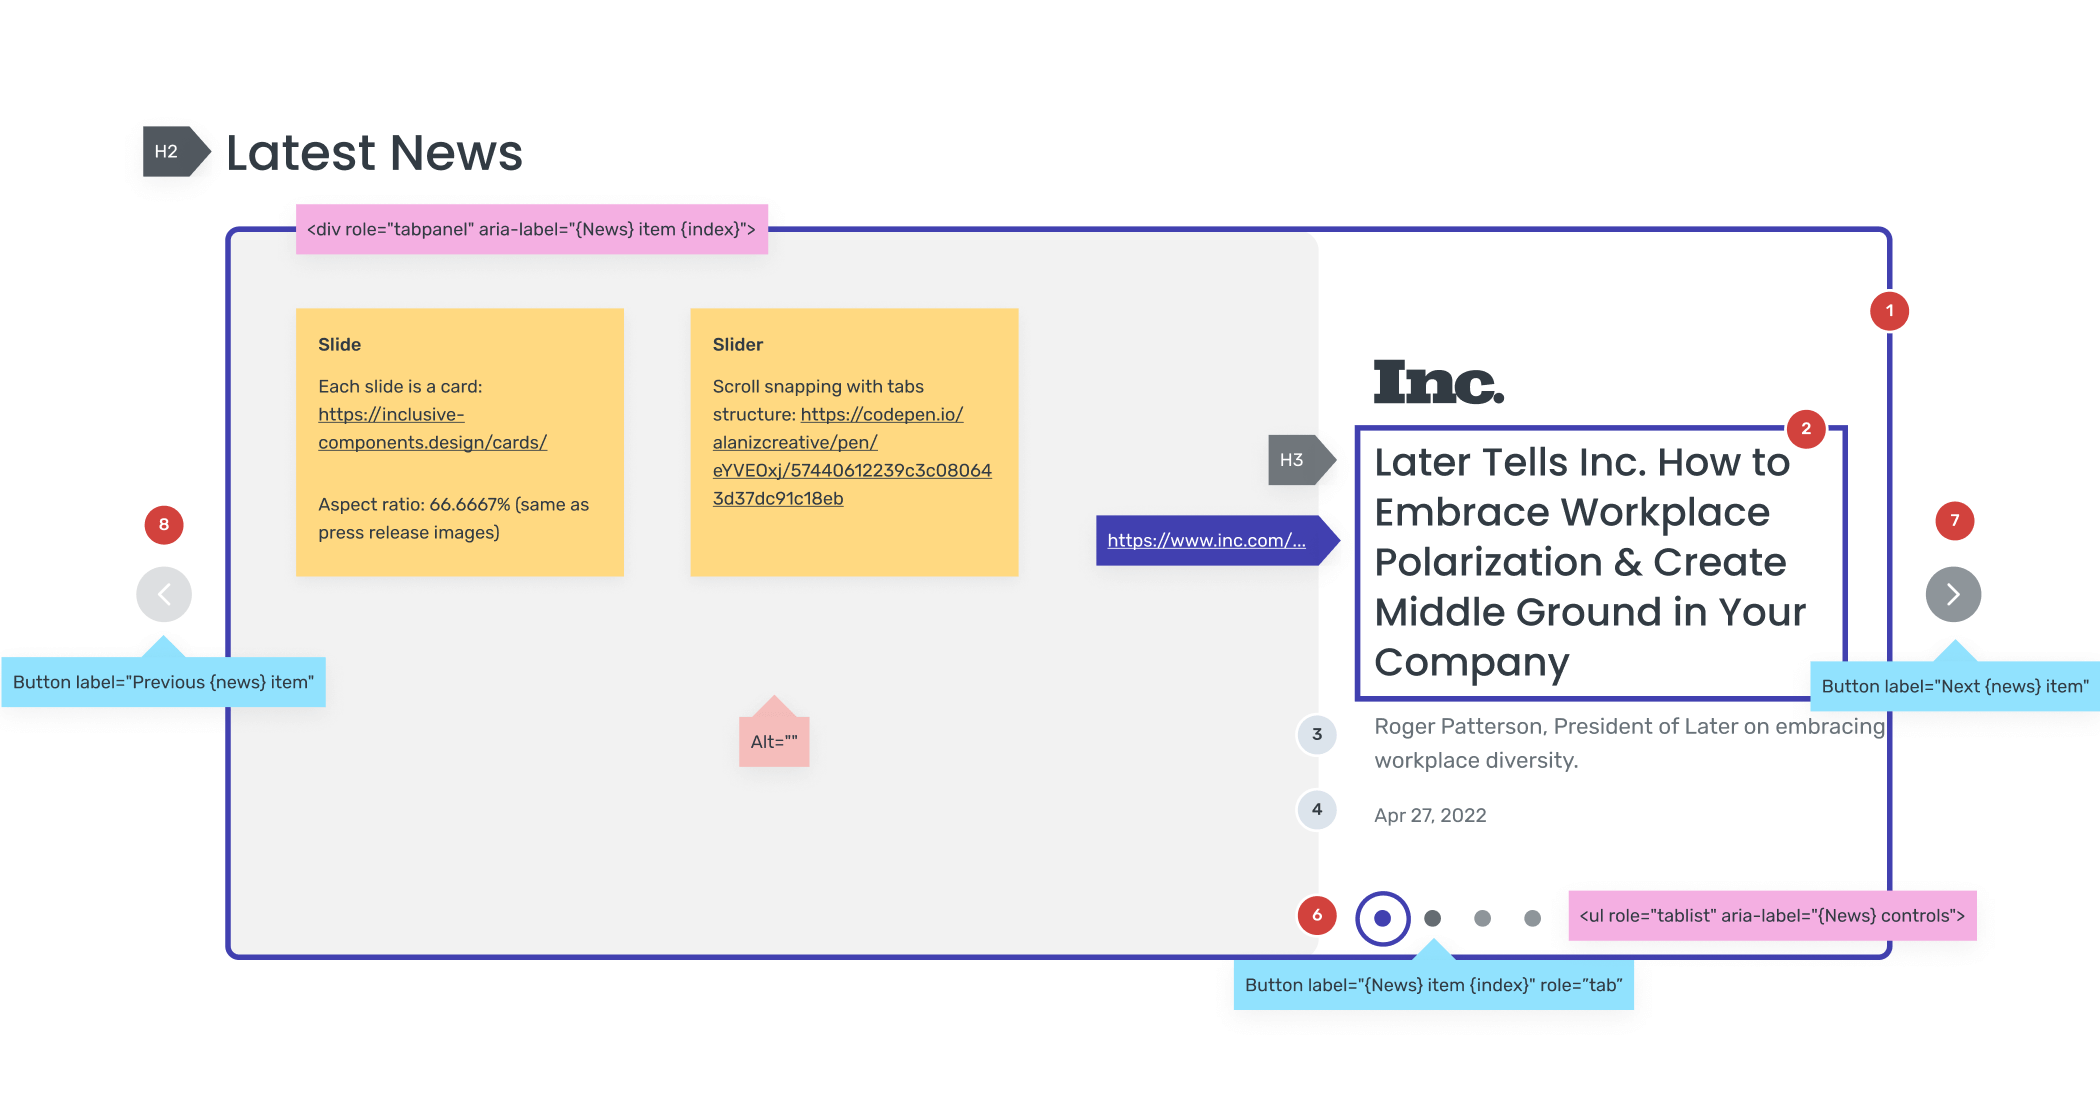 H2
Latest News
<div role="tabpanel" aria-label="{News} item {index}">
1
Slide
Each slide is a card:
https://inclusive-
components.design/cards/
Aspect ratio: 66.6667% (same as
press release images)
Slider
Scroll snapping with tabs
structure: https://codepen.io/
alanizcreative/pen/
eYVEOxj/57440612239c3c08064
3d37dc91c18eb
Inc.
2
H3
Later Tells Inc. How to
Embrace Workplace
Polarization & Create
Middle Ground in Your
Company
https://www.inc.com/...
8
Button label="Previous {news} item"
7
Button label="Next {news} item"
Alt=""
3
Roger Patterson, President of Later on embracing
workplace diversity.
4
Apr 27, 2022
6
<ul role="tablist" aria-label="{News} controls">
Button label="{News} item {index}" role=”tab”